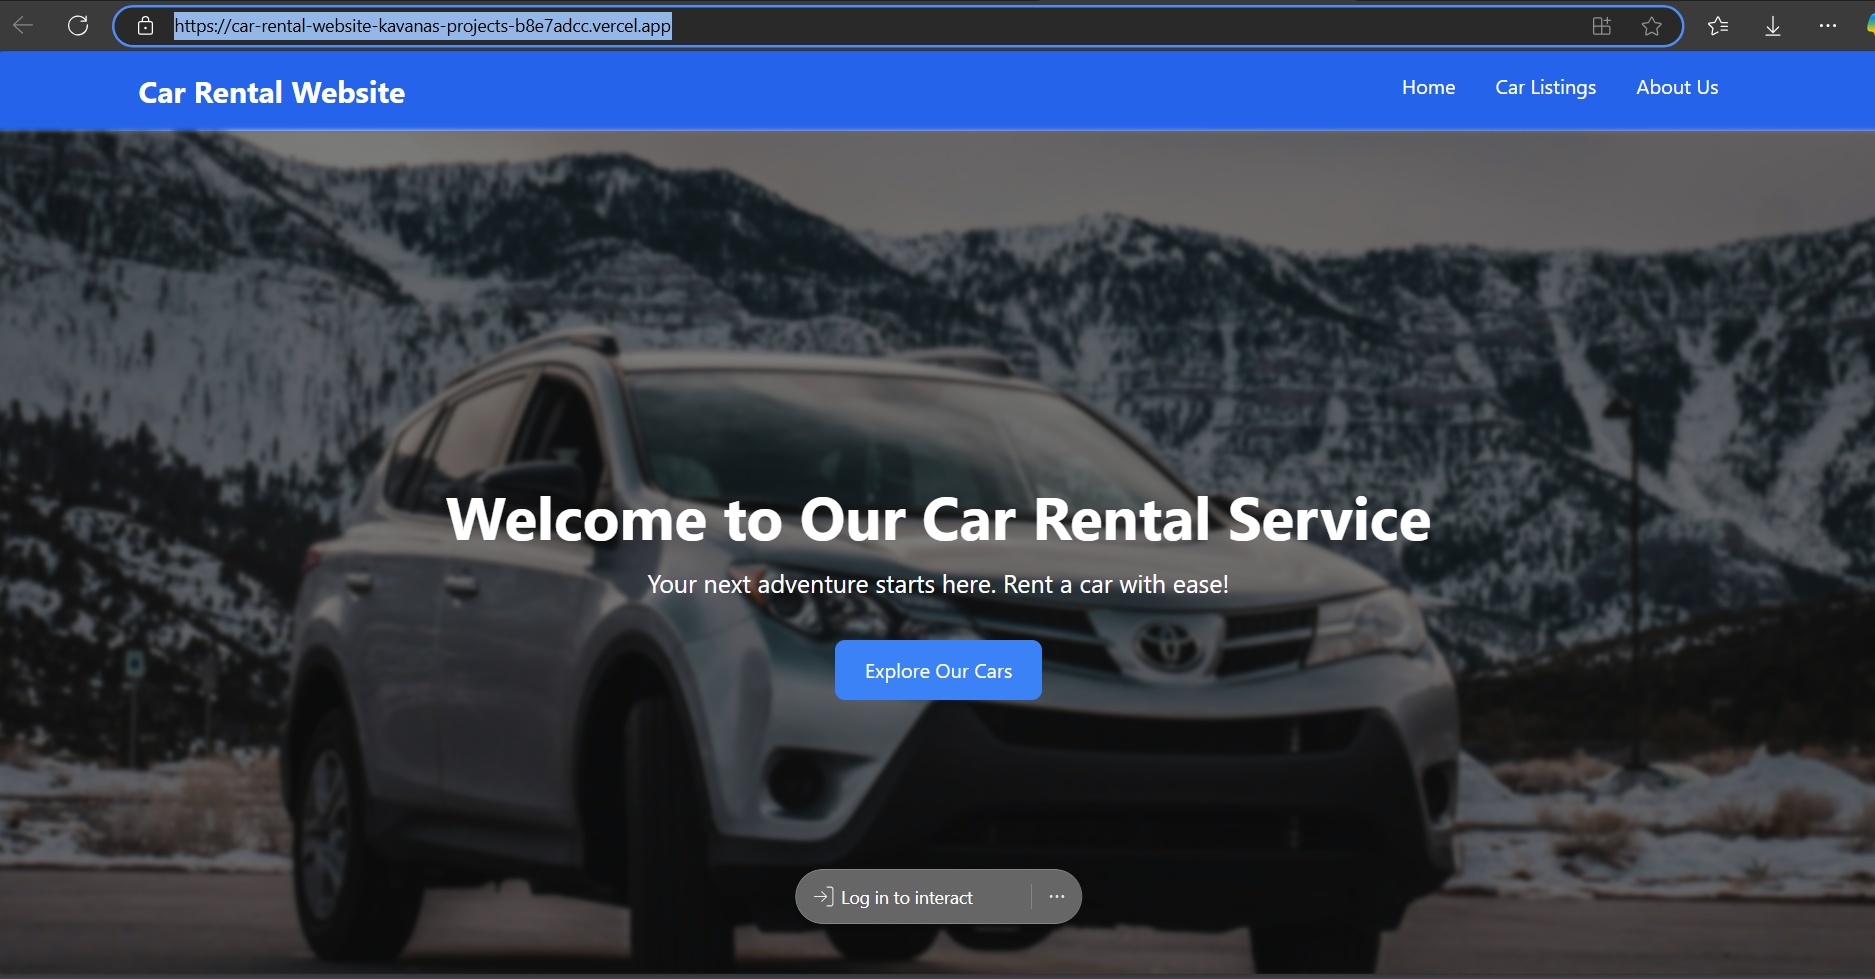 https://car-rental-website-kavanas-projects-b8e7adcc.vercel.app
Car Rental Website
Home
Car Listings
About Us
Welcome to Our Car Rental Service
Your next adventure starts here. Rent a car with ease!
Explore Our Cars
Log in to interact